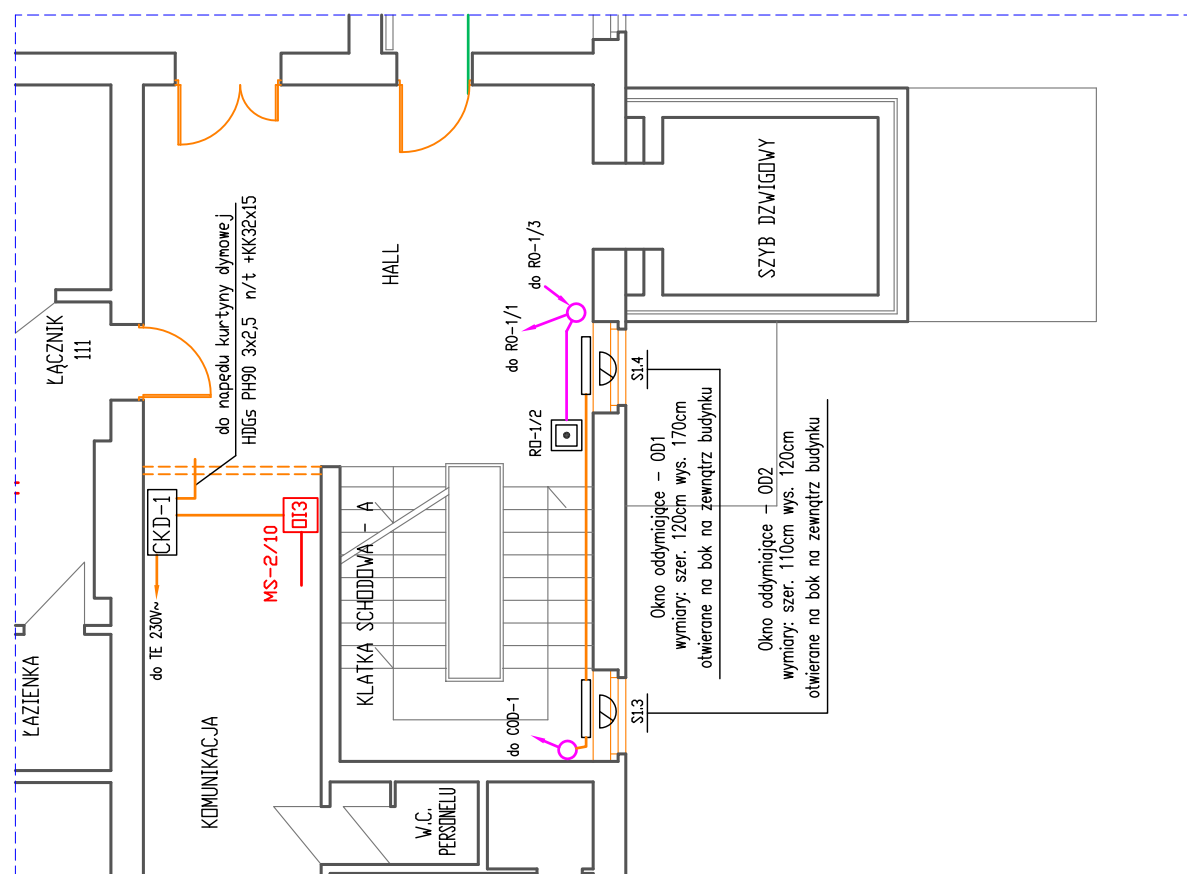 ŁĄCZNIK
111
do napędu kurtyny dymowej
HDGs PH90 3x2,5  n/t +KK32x15
HALL
do RO-1/3
do RO-1/1
SZYB DZWIGOWY
S1.4
RO-1/2
CKD-1
OI3
MS-2/10
do TE 230V~
KLATKA SCHODOWA - A
Okno oddymiające - OD1
wymiary: szer. 120cm wys. 170cm
otwierane na bok na zewnątrz budynku
Okno oddymiające - OD2
wymiary: szer. 110cm wys. 120cm
otwierane na bok na zewnątrz budynku
ŁAZIENKA
KOMUNIKACJA
do COD-1
S1.3
W.C.
PERSONELU